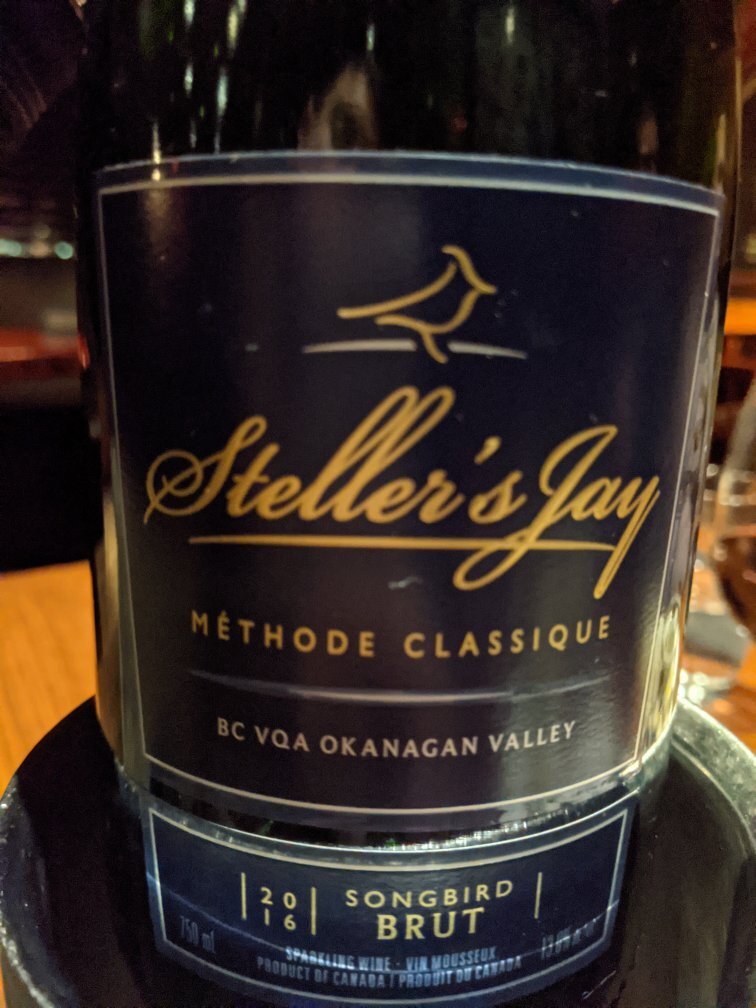 Steller's Jay
MÉTHODE CLASSIQUE
BC VQA OKANAGAN VALLEY
20
16
SONGBIRD
BRUT
750 ml
SPARKLING WINE · VIN MOUSSEUX
PRODUCT OF CANADA / PRODUIT DU CANADA